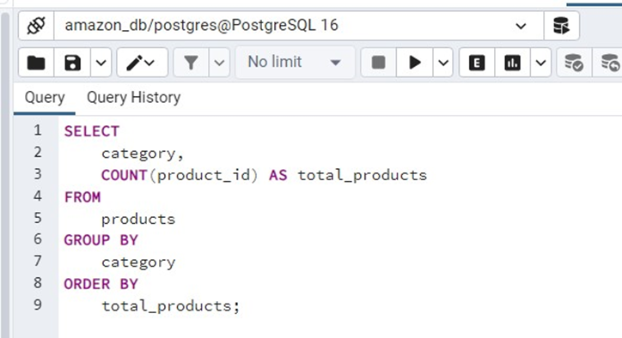 amazon_db/postgres@PostgreSQL 16
No limit
E
Query Query History
1 SELECT
2 category,
3 COUNT(product_id) AS total_products
4 FROM
5 products
6 GROUP BY
7 category
8 ORDER BY
9 total_products;